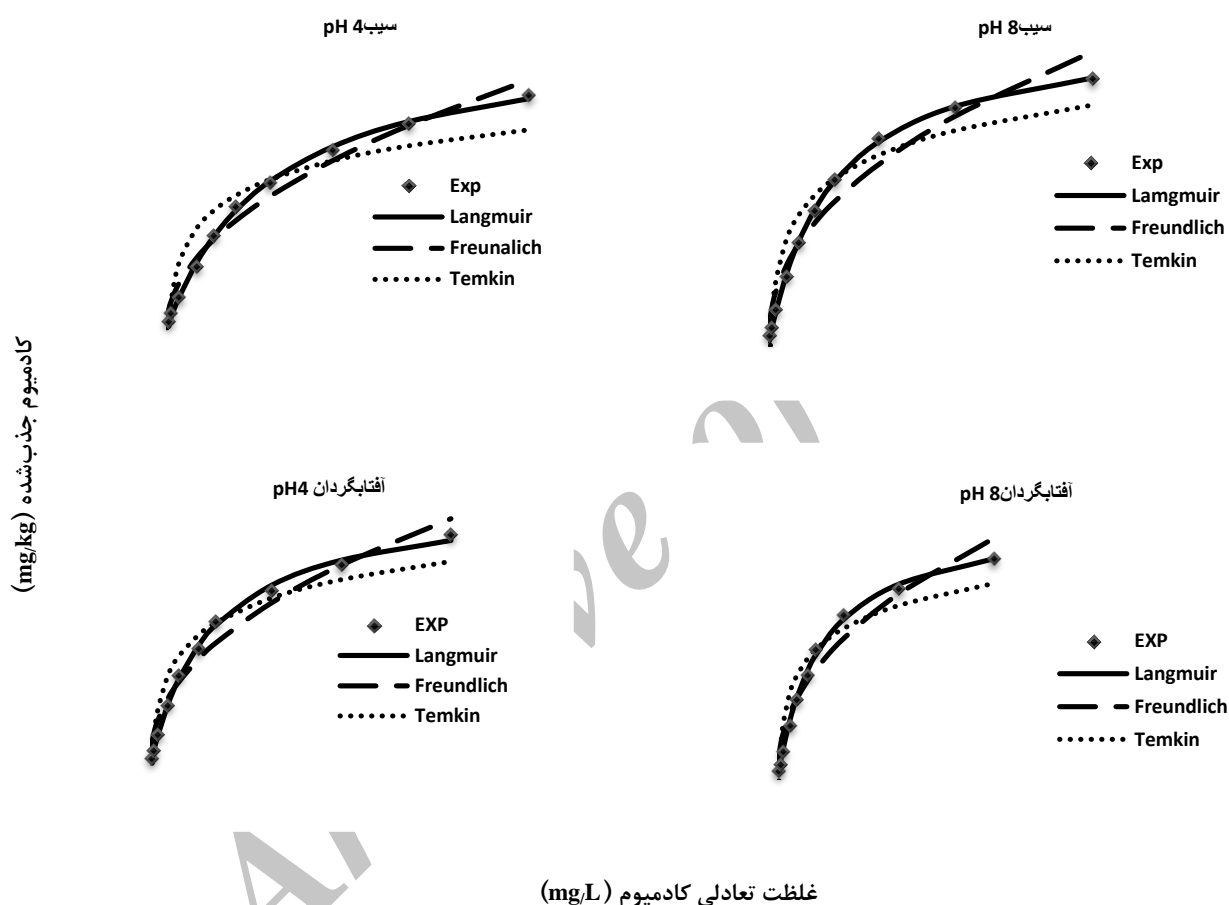 سیب4 pH
Exp
Langmuir
Freunalich
Temkin
سیب8 pH
Exp
Lamgmuir
Freundlich
Temkin
کادمیوم جذب‌شده (mg/kg)
آفتابگردان pH4
EXP
Langmuir
Freundlich
Temkin
آفتابگردان8 pH
EXP
Langmuir
Freundlich
Temkin
غلظت تعادلی کادمیوم (mg/L)